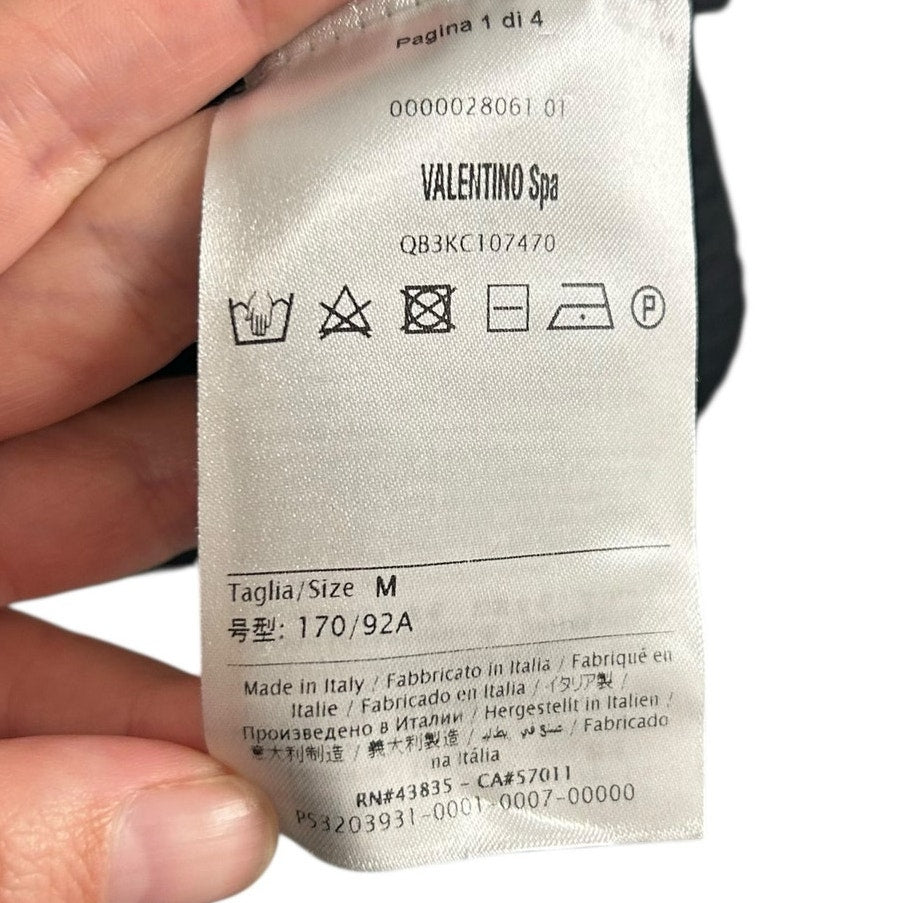 Pagina 1 di 4
0000028061 01
VALENTINO Spa
QB3KC107470
P
Taglia/Size M
号型: 170/92A
Made in Italy / Fabbricato in Italia / Fabriqué en
Italie / Fabricado en Italia / イタリア製 /
Произведено в Италии / Hergestellt in Italien /
意大利制造 / 義大利製造 / / Fabricado
na Itália
RN#43835 - CA#57011
PS3203931-0001-0007-00000